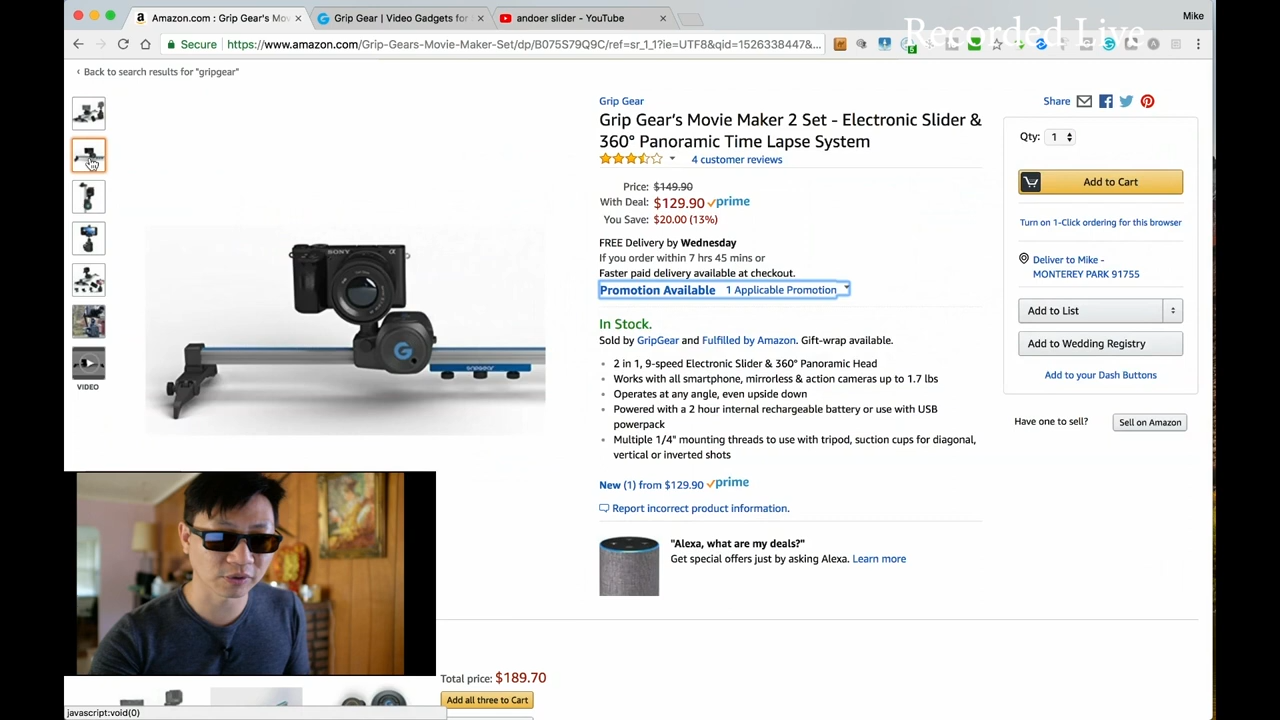 Amazon.com : Grip Gear's Mov
Grip Gear | Video Gadgets for
andoer slider - YouTube
Mike
Recorded Live
Secure
https://www.amazon.com/Grip-Gears-Movie-Maker-Set/dp/B075S79Q9C/ref=sr_1_1?ie=UTF8&qid=1526338447&...
‹ Back to search results for "gripgear"
Grip Gear
Grip Gear's Movie Maker 2 Set - Electronic Slider &
360° Panoramic Time Lapse System
4 customer reviews
Price: $149.90
With Deal: $129.90 prime
You Save: $20.00 (13%)
FREE Delivery by Wednesday
If you order within 7 hrs 45 mins or
Faster paid delivery available at checkout.
Promotion Available 1 Applicable Promotion
In Stock.
Sold by GripGear and Fulfilled by Amazon. Gift-wrap available.
• 2 in 1, 9-speed Electronic Slider & 360° Panoramic Head
• Works with all smartphone, mirrorless & action cameras up to 1.7 lbs
• Operates at any angle, even upside down
• Powered with a 2 hour internal rechargeable battery or use with USB
powerpack
• Multiple 1/4" mounting threads to use with tripod, suction cups for diagonal,
vertical or inverted shots
New (1) from $129.90 prime
Report incorrect product information.
"Alexa, what are my deals?"
Get special offers just by asking Alexa. Learn more
Share
Qty: 1
Add to Cart
Turn on 1-Click ordering for this browser
Deliver to Mike -
MONTEREY PARK 91755
Add to List
Add to Wedding Registry
Add to your Dash Buttons
Have one to sell?
Sell on Amazon
VIDEO
SONY
α
G
gripgear
Total price: $189.70
Add all three to Cart
javascript:void(0)